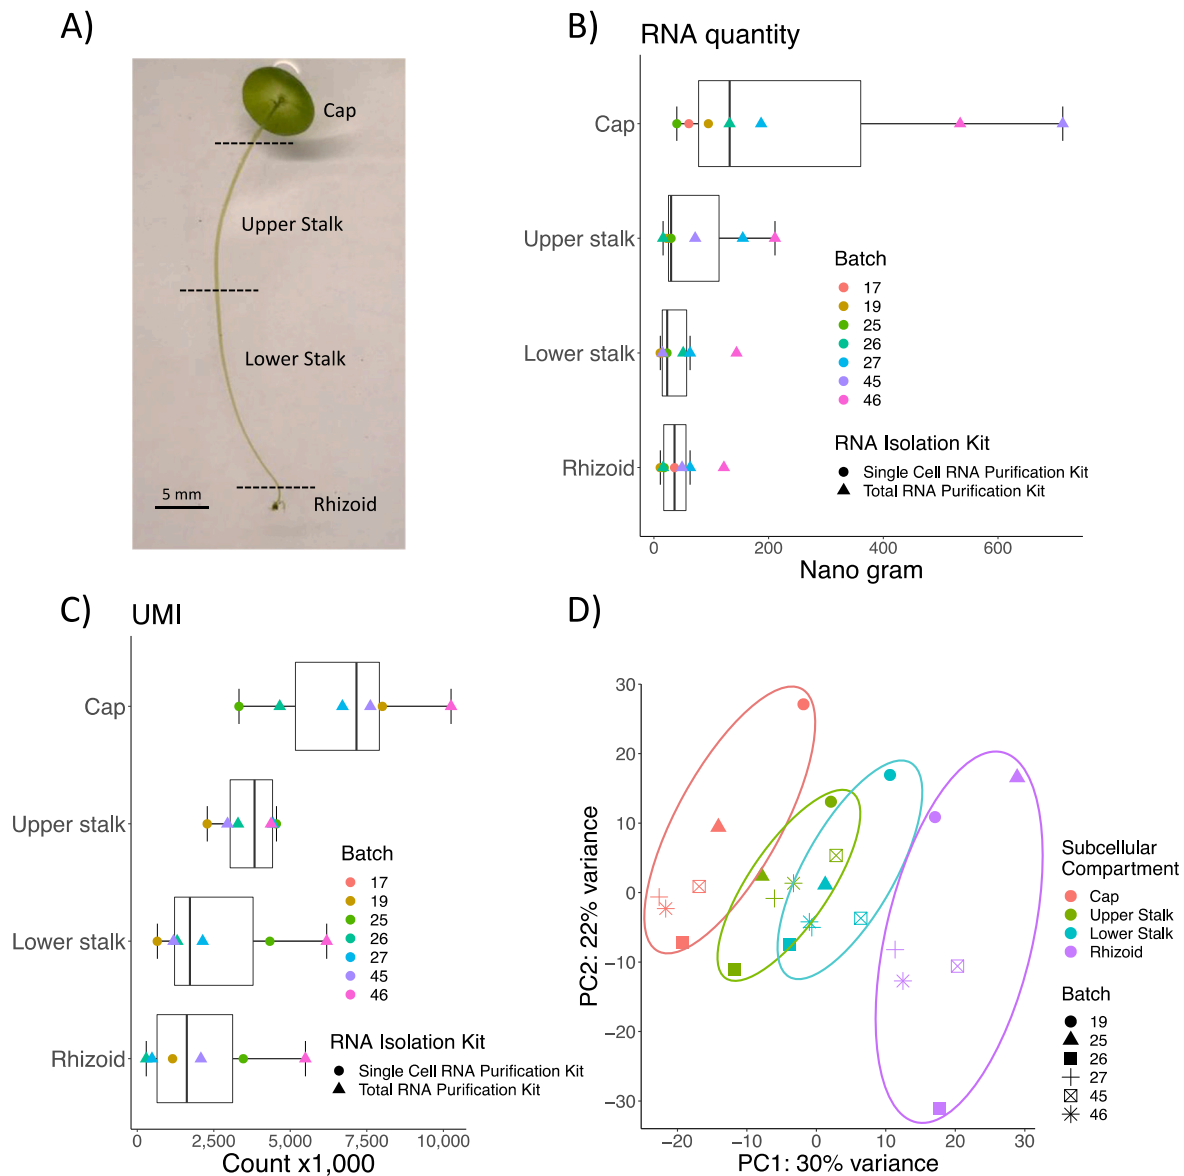 A)
Cap
Upper Stalk
Lower Stalk
5 mm
Rhizoid
B)
RNA quantity
Cap
Upper stalk
Lower stalk
Rhizoid
Batch
17
19
25
26
27
45
46
RNA Isolation Kit
Single Cell RNA Purification Kit
Total RNA Purification Kit
0 200 400 600
Nano gram
C)
UMI
Cap
Upper stalk
Lower stalk
Rhizoid
Batch
17
19
25
26
27
45
46
RNA Isolation Kit
Single Cell RNA Purification Kit
Total RNA Purification Kit
0 2,500 5,000 7,500 10,000
Count x1,000
D)
PC2: 22% variance
30
20
10
0
−10
−20
−30
−20 −10 0 10 20 30
PC1: 30% variance
Subcellular
Compartment
Cap
Upper Stalk
Lower Stalk
Rhizoid
Batch
19
25
26
27
45
46